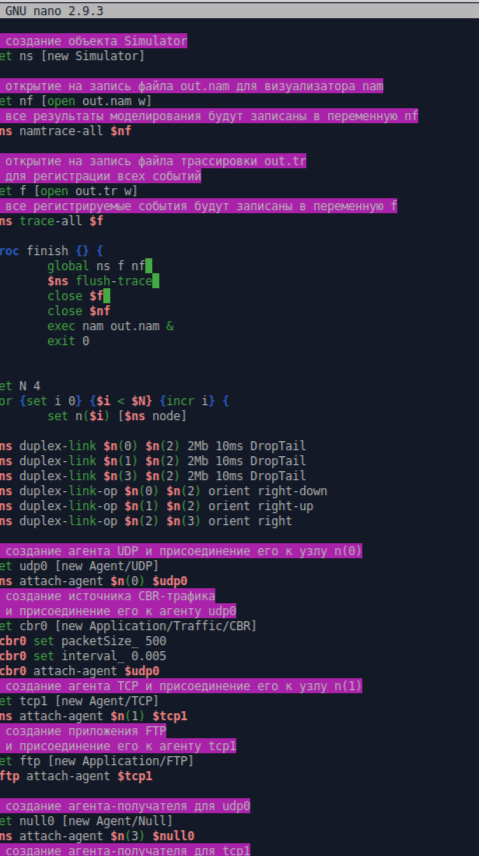 GNU nano 2.9.3
создание объекта Simulator
et ns [new Simulator]
открытие на запись файла out.nam для визуализатора nam
et nf [open out.nam w]
все результаты моделирования будут записаны в переменную nf
ns namtrace-all $nf
открытие на запись файла трассировки out.tr
для регистрации всех событий
et f [open out.tr w]
все регистрируемые события будут записаны в переменную f
ns trace-all $f
roc finish {} {
global ns f nf
$ns flush-trace
close $f
close $nf
exec nam out.nam &
exit 0
et N 4
or {set i 0} {$i < $N} {incr i} {
set n($i) [$ns node]
ns duplex-link $n(0) $n(2) 2Mb 10ms DropTail
ns duplex-link $n(1) $n(2) 2Mb 10ms DropTail
ns duplex-link $n(3) $n(2) 2Mb 10ms DropTail
ns duplex-link-op $n(0) $n(2) orient right-down
ns duplex-link-op $n(1) $n(2) orient right-up
ns duplex-link-op $n(2) $n(3) orient right
создание агента UDP и присоединение его к узлу n(0)
et udp0 [new Agent/UDP]
ns attach-agent $n(0) $udp0
создание источника CBR-трафика
и присоединение его к агенту udp0
et cbr0 [new Application/Traffic/CBR]
cbr0 set packetSize_ 500
cbr0 set interval_ 0.005
cbr0 attach-agent $udp0
создание агента TCP и присоединение его к узлу n(1)
et tcp1 [new Agent/TCP]
ns attach-agent $n(1) $tcp1
создание приложения FTP
и присоединение его к агенту tcp1
et ftp [new Application/FTP]
ftp attach-agent $tcp1
создание агента-получателя для udp0
et null0 [new Agent/Null]
ns attach-agent $n(3) $null0
создание агента-получателя для tcp1